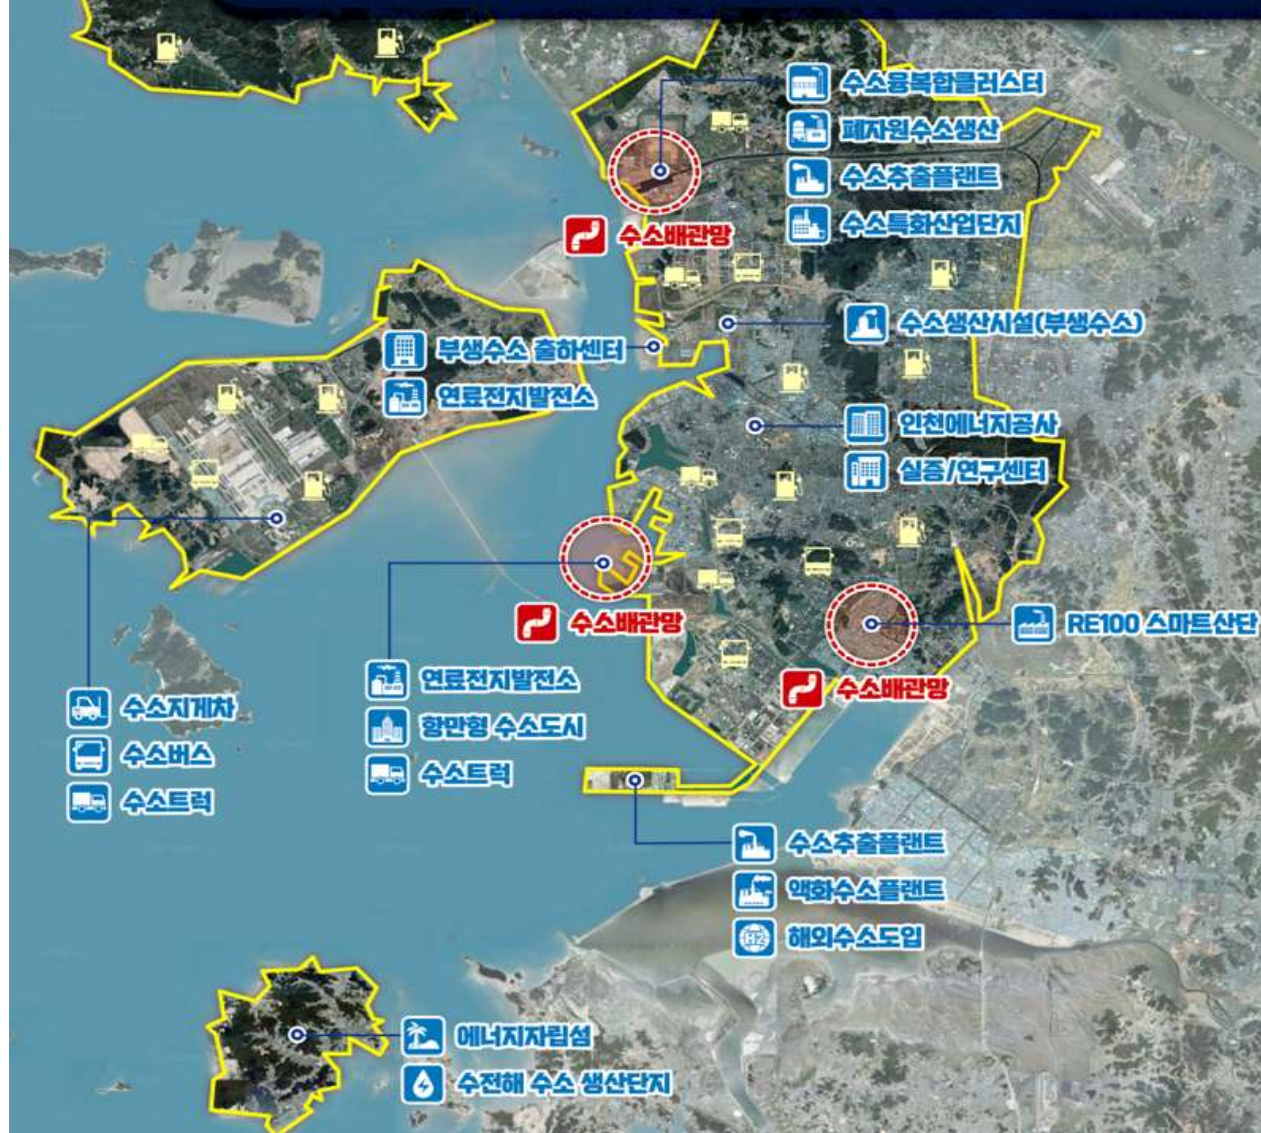 수소융복합클러스터
폐자원수소생산
수소추출플랜트
수소특화산업단지
수소배관망
수소생산시설(부생수소)
부생수소 출하센터
연료전지발전소
인천에너지공사
실증/연구센터
수소배관망
RE100 스마트산단
수소배관망
수소지게차
수소버스
수소트럭
연료전지발전소
항만형 수소도시
수소트럭
수소추출플랜트
액화수소플랜트
H2
해외수소도입
에너지자립섬
수전해 수소 생산단지